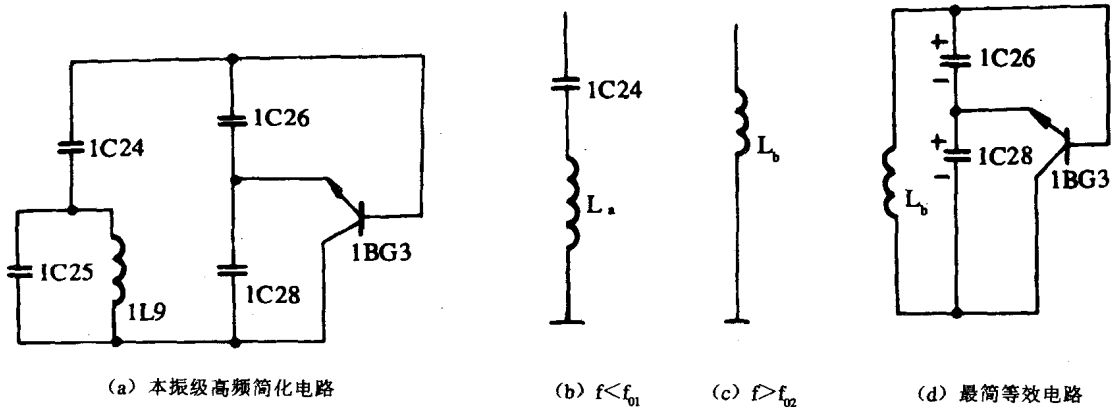 1C24
1C25
1L9
1C26
1C28
1BG3
(a) 本振级高频简化电路
1C24
L a
(b) f<f01
Lb
(c) f>f02
+
1C26
−
+
1C28
−
Lb
1BG3
(d) 最简等效电路